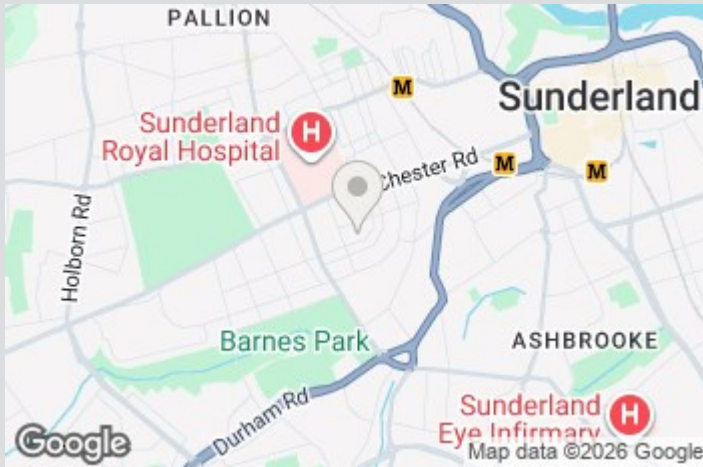 PALLION
M
Sunderland
Sunderland
Royal Hospital
H
Chester Rd
M
M
Holborn Rd
Barnes Park
ASHBROOKE
Durham Rd
Sunderland
Eye Infirmary
H
Google
Map data ©2026 Google